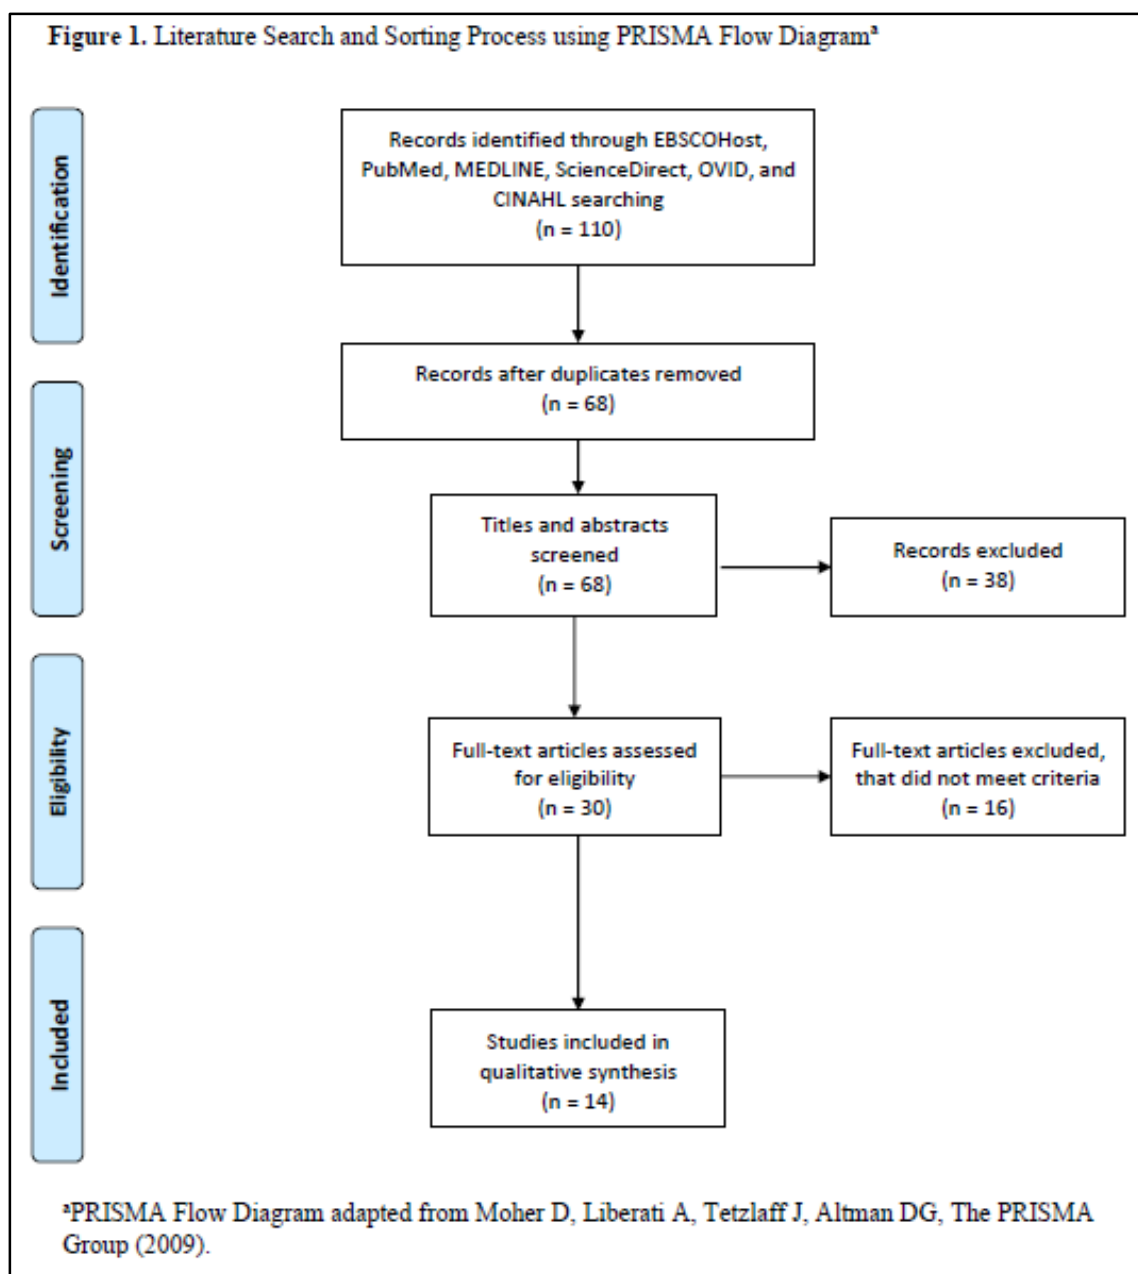 Figure 1. Literature Search and Sorting Process using PRISMA Flow Diagramᵃ
Identification
Records identified through EBSCOHost,
PubMed, MEDLINE, ScienceDirect, OVID, and
CINAHL searching
(n = 110)
Records after duplicates removed
(n = 68)
Screening
Titles and abstracts
screened
(n = 68)
Records excluded
(n = 38)
Eligibility
Full-text articles assessed
for eligibility
(n = 30)
Full-text articles excluded,
that did not meet criteria
(n = 16)
Included
Studies included in
qualitative synthesis
(n = 14)
ᵃPRISMA Flow Diagram adapted from Moher D, Liberati A, Tetzlaff J, Altman DG, The PRISMA
Group (2009).